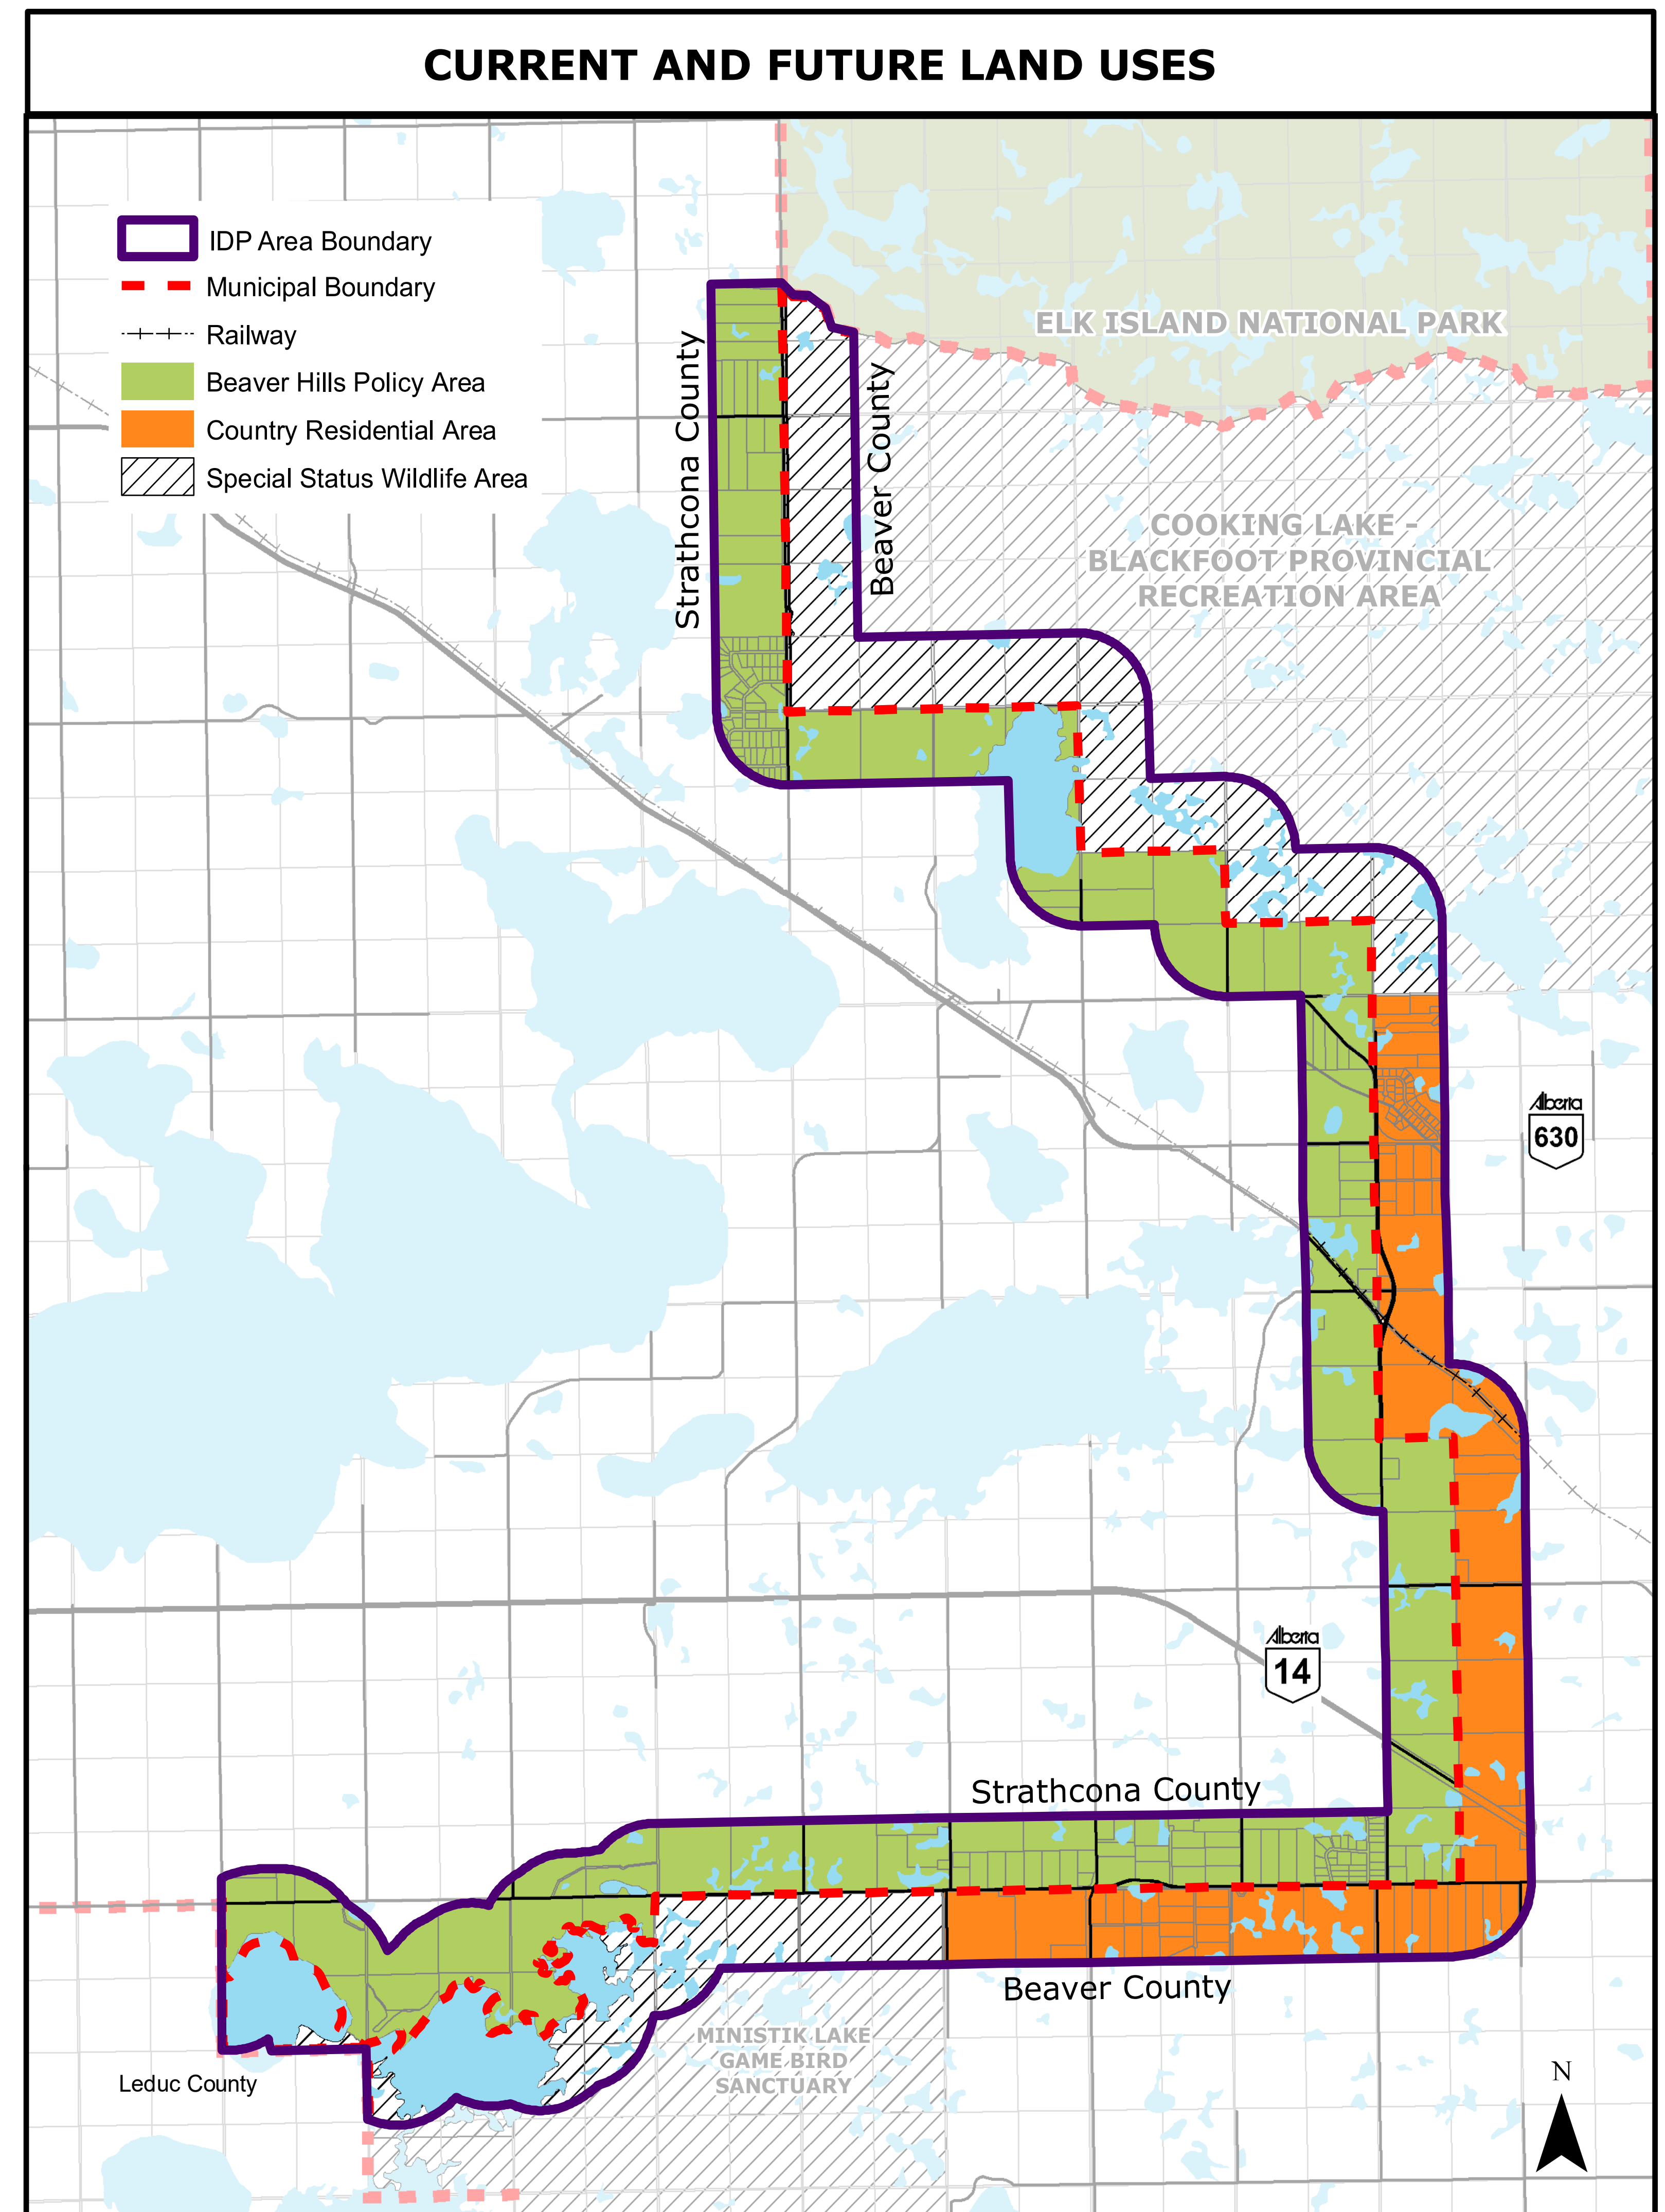 CURRENT AND FUTURE LAND USES
IDP Area Boundary
Municipal Boundary
Railway
Beaver Hills Policy Area
Country Residential Area
Special Status Wildlife Area
ELK ISLAND NATIONAL PARK
Strathcona County
Beaver County
COOKING LAKE -
BLACKFOOT PROVINCIAL
RECREATION AREA
Alberta
630
Alberta
14
Strathcona County
Beaver County
MINISTIK LAKE
GAME BIRD
SANCTUARY
Leduc County
N